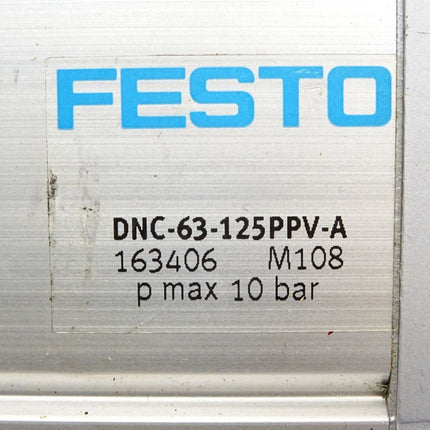 FESTO
DNC-63-125PPV-A
163406 M108
p max 10 bar